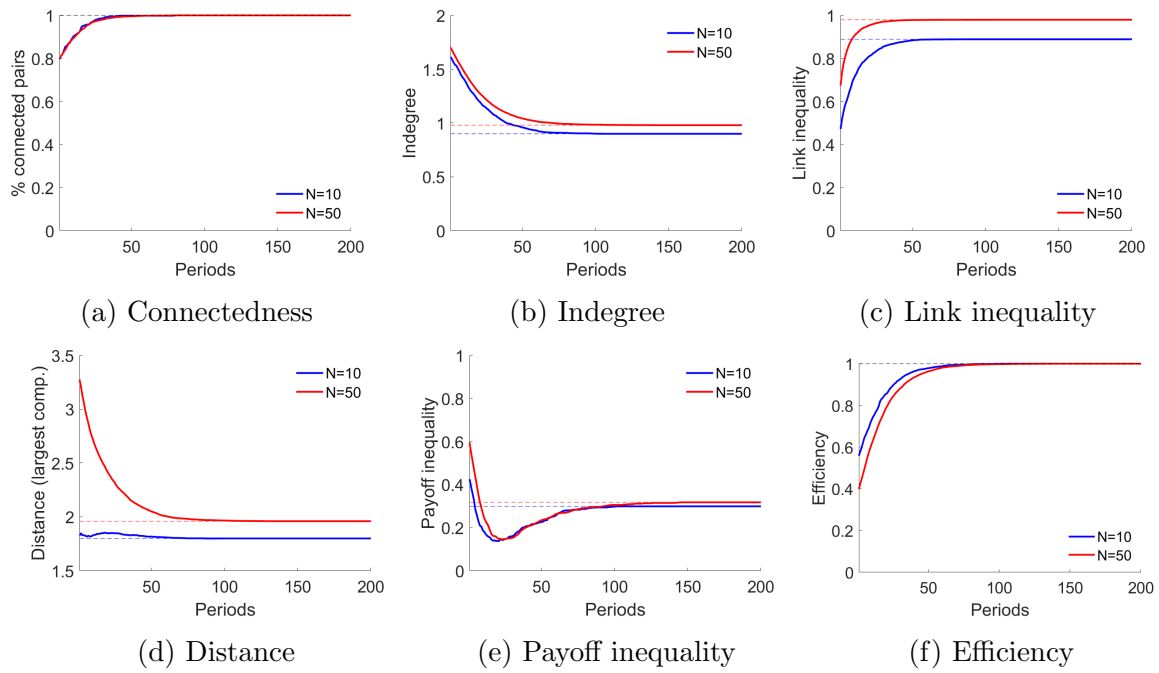 1
0.8
0.6
0.4
0.2
0
% connected pairs
N=10
N=50
50 100 150 200
Periods
(a) Connectedness
2
1.5
1
0.5
0
Indegree
N=10
N=50
50 100 150 200
Periods
(b) Indegree
1
0.8
0.6
0.4
0.2
0
Link inequality
N=10
N=50
50 100 150 200
Periods
(c) Link inequality
3.5
3
2.5
2
1.5
Distance (largest comp.)
N=10
N=50
50 100 150 200
Periods
(d) Distance
1
0.8
0.6
0.4
0.2
0
Payoff inequality
N=10
N=50
50 100 150 200
Periods
(e) Payoff inequality
1
0.8
0.6
0.4
0.2
0
Efficiency
N=10
N=50
50 100 150 200
Periods
(f) Efficiency